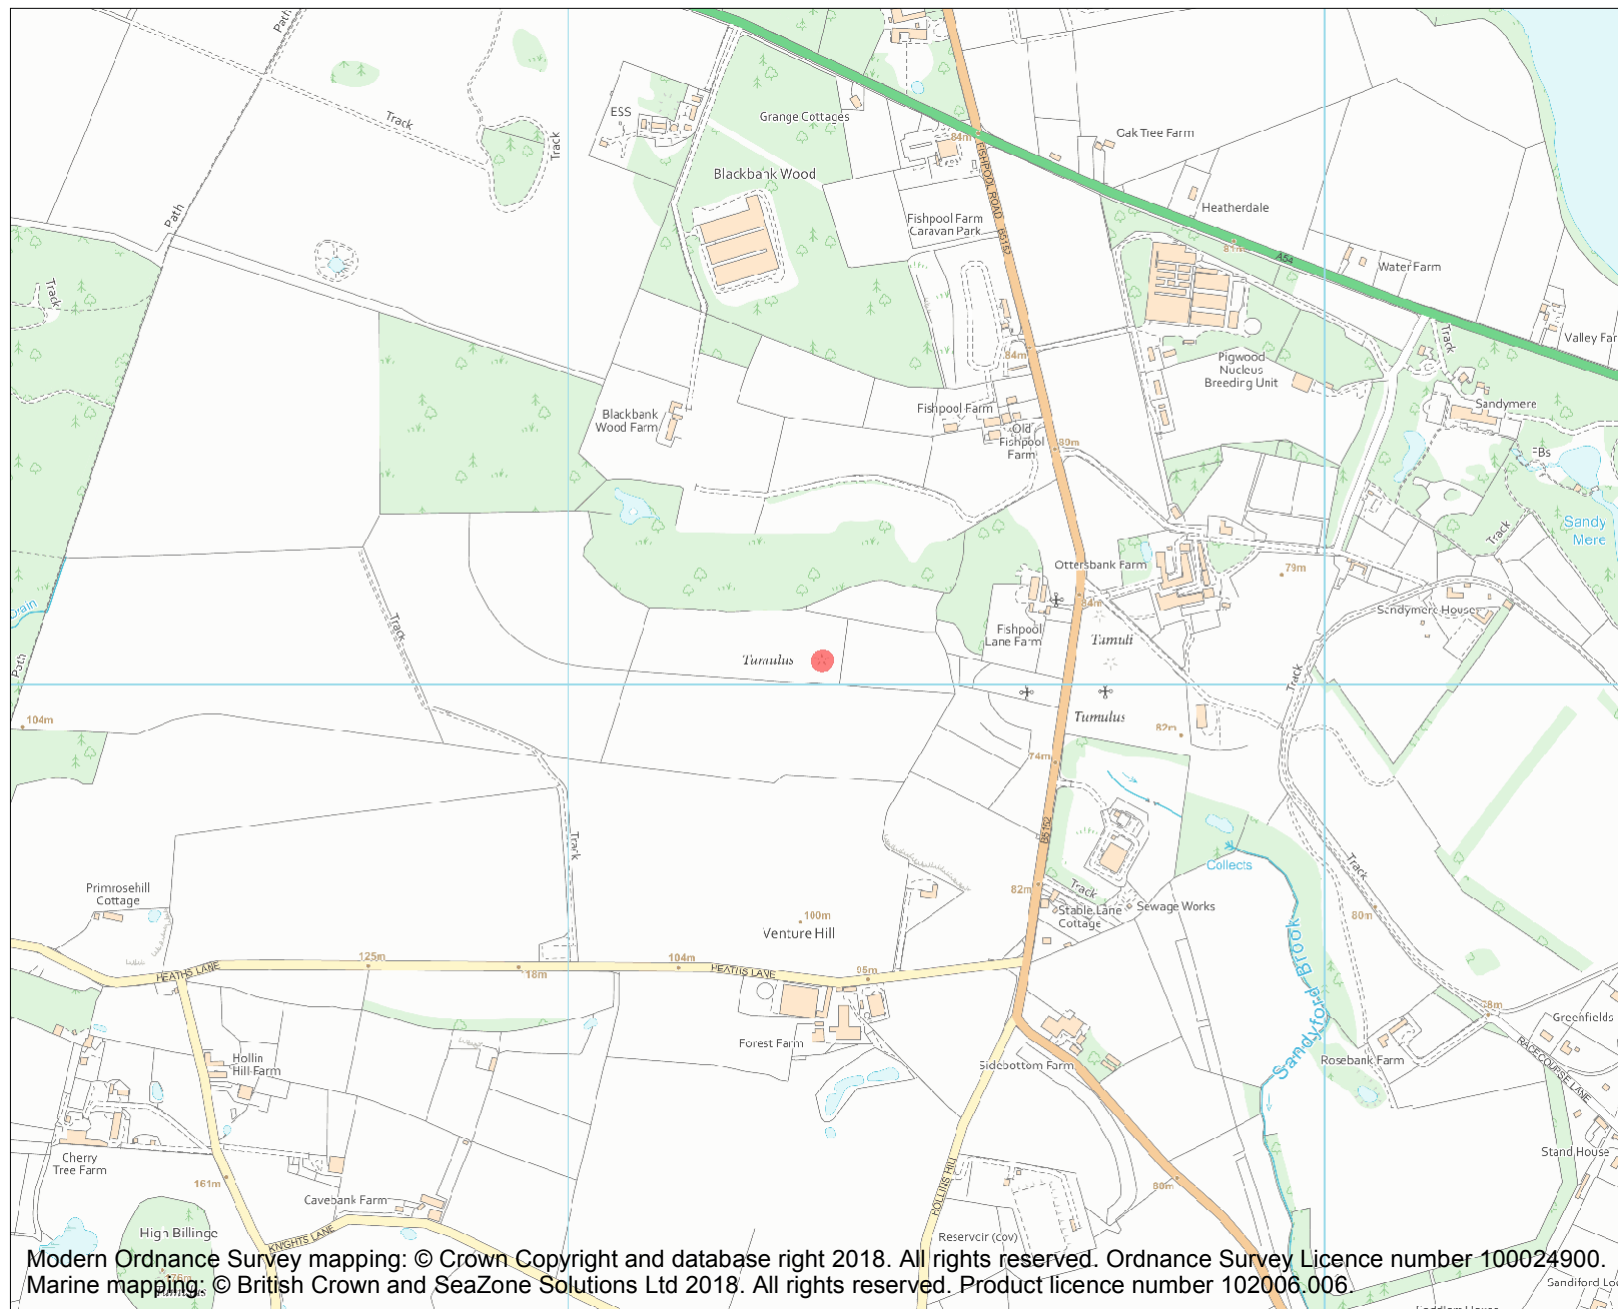 Path
Track
ESS
Track
Grange Cottages
84m
FISHPOOL ROAD
B5152
Oak Tree Farm
Blackbank Wood
Heatherdale
Path
Fishpool Farm
Caravan Park
81m
A54
Water Farm
Track
Track
Valley Far
84m
Pigwood
Nucleus
Breeding Unit
Sandymere
Blackbank
Wood Farm
Fishpool Farm
Old
Fishpool
Farm
80m
FBs
Sandy
Mere
Track
Ottersbank Farm
79m
Drain
84m
Sandymere House
Track
Fishpool
Lane Farm
Tumuli
Tumulus
Path
Track
104m
Tumulus
82m
74m
B5152
Track
Collects
Track
Primrosehill
Cottage
82m
Track
Stable Lane
Cottage
Sewage Works
80m
100m
Venture Hill
Sandyford Brook
HEATHS LANE
125m
18m
104m
HEATHS LANE
95m
Greenfields
Forest Farm
Hollin
Hill Farm
Sidebottom Farm
Rosebank Farm
RACECOURSE LANE
Cherry
Tree Farm
Stand House
161m
Cavebank Farm
HOLLINS HILL
80m
High Billinge
KNIGHTS LANE
Reservoir (cov)
Modern Ordnance Survey mapping: © Crown Copyright and database right 2018. All rights reserved. Ordnance Survey Licence number 100024900.
Marine mapping: © British Crown and SeaZone Solutions Ltd 2018. All rights reserved. Product licence number 102006.006.
176m
Tumulus
Sandiford Lo